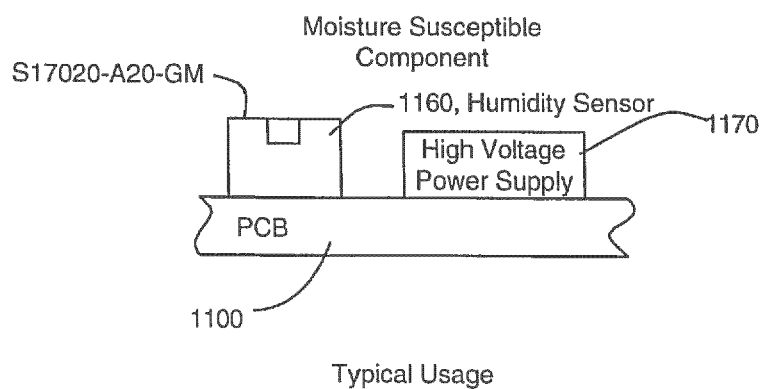 Moisture Susceptible
Component
S17020-A20-GM
1160, Humidity Sensor
1170
High Voltage
Power Supply
PCB
1100
Typical Usage